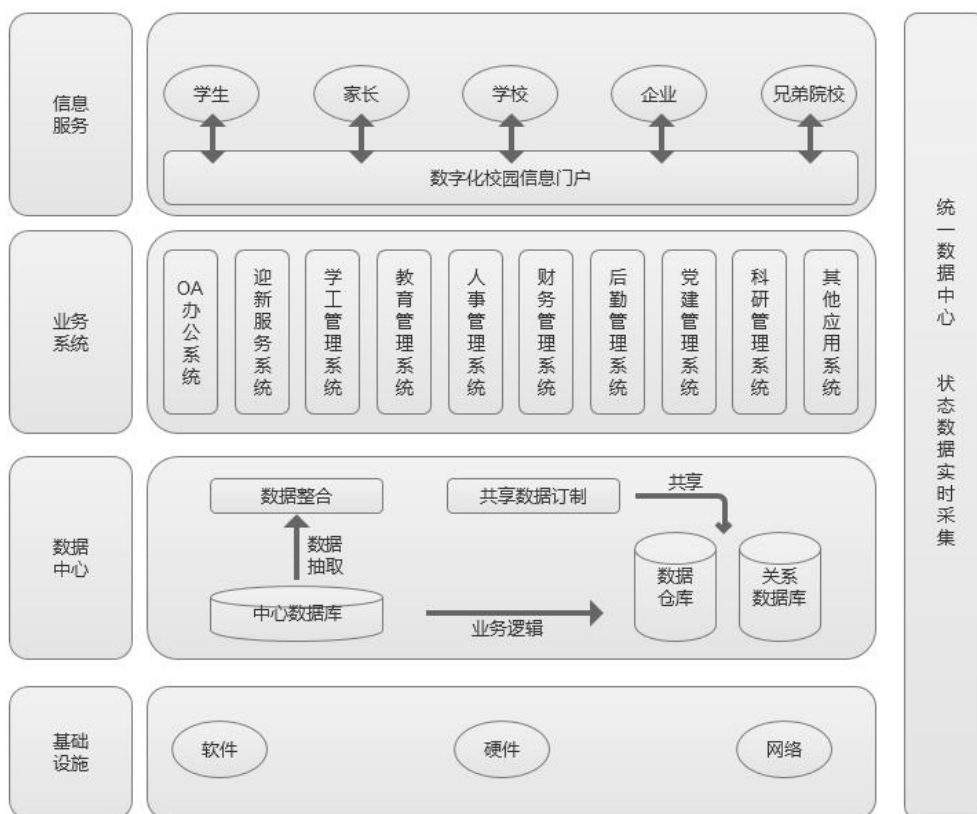 信息
服务
学生
家长
学校
企业
兄弟院校
数字化校园信息门户
业务
系统
OA办公系统
迎新服务系统
学工管理系统
教育管理系统
人事管理系统
财务管理系统
后勤管理系统
党建管理系统
科研管理系统
其他应用系统
数据
中心
数据整合
共享数据订制
共享
数据
抽取
中心数据库
业务逻辑
数据
仓库
关系
数据库
基础
设施
软件
硬件
网络
统一数据中心 状态数据实时采集